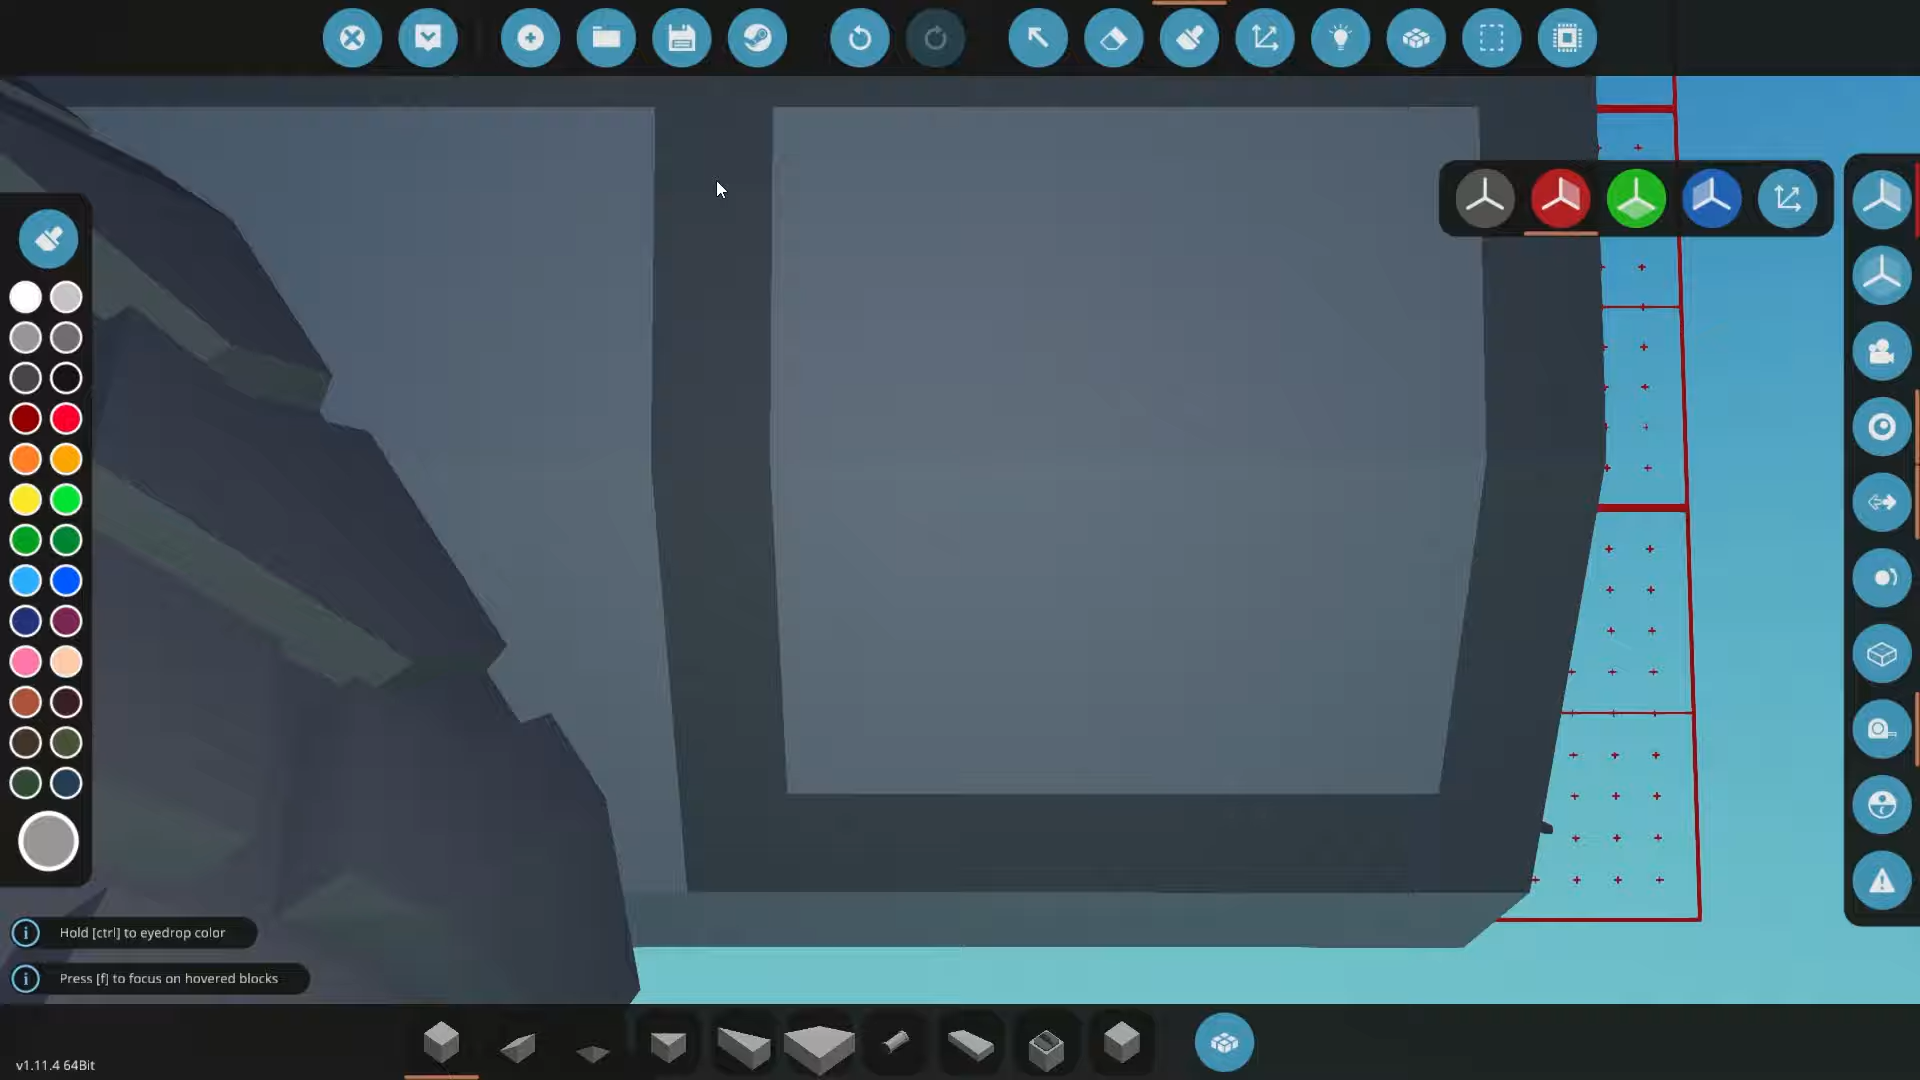 Hold [ctrl] to eyedrop color
Press [f] to focus on hovered blocks
v1.11.4 64Bit